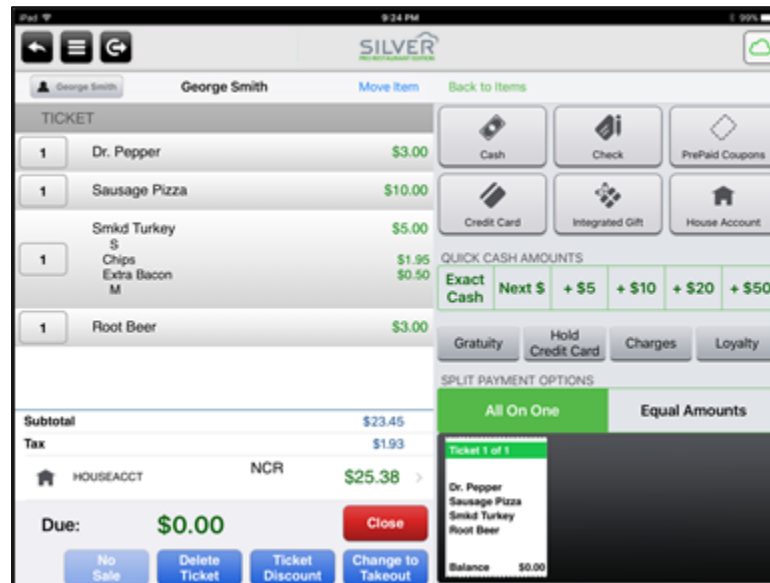 iPad
9:24 PM
99%
SILVER
PRO RESTAURANT EDITION
George Smith
George Smith
Move Item
Back to Items
TICKET
1 Dr. Pepper $3.00
1 Sausage Pizza $10.00
1 Smkd Turkey $5.00
S
Chips $1.95
Extra Bacon $0.50
M
1 Root Beer $3.00
Subtotal $23.45
Tax $1.93
HOUSEACCT NCR $25.38
Due: $0.00 Close
No Sale
Delete Ticket
Ticket Discount
Change to Takeout
Cash
Check
PrePaid Coupons
Credit Card
Integrated Gift
House Account
QUICK CASH AMOUNTS
Exact Cash
Next $
+ $5
+ $10
+ $20
+ $50
Gratuity
Hold Credit Card
Charges
Loyalty
SPLIT PAYMENT OPTIONS
All On One
Equal Amounts
Ticket 1 of 1
Dr. Pepper
Sausage Pizza
Smkd Turkey
Root Beer
Balance $0.00